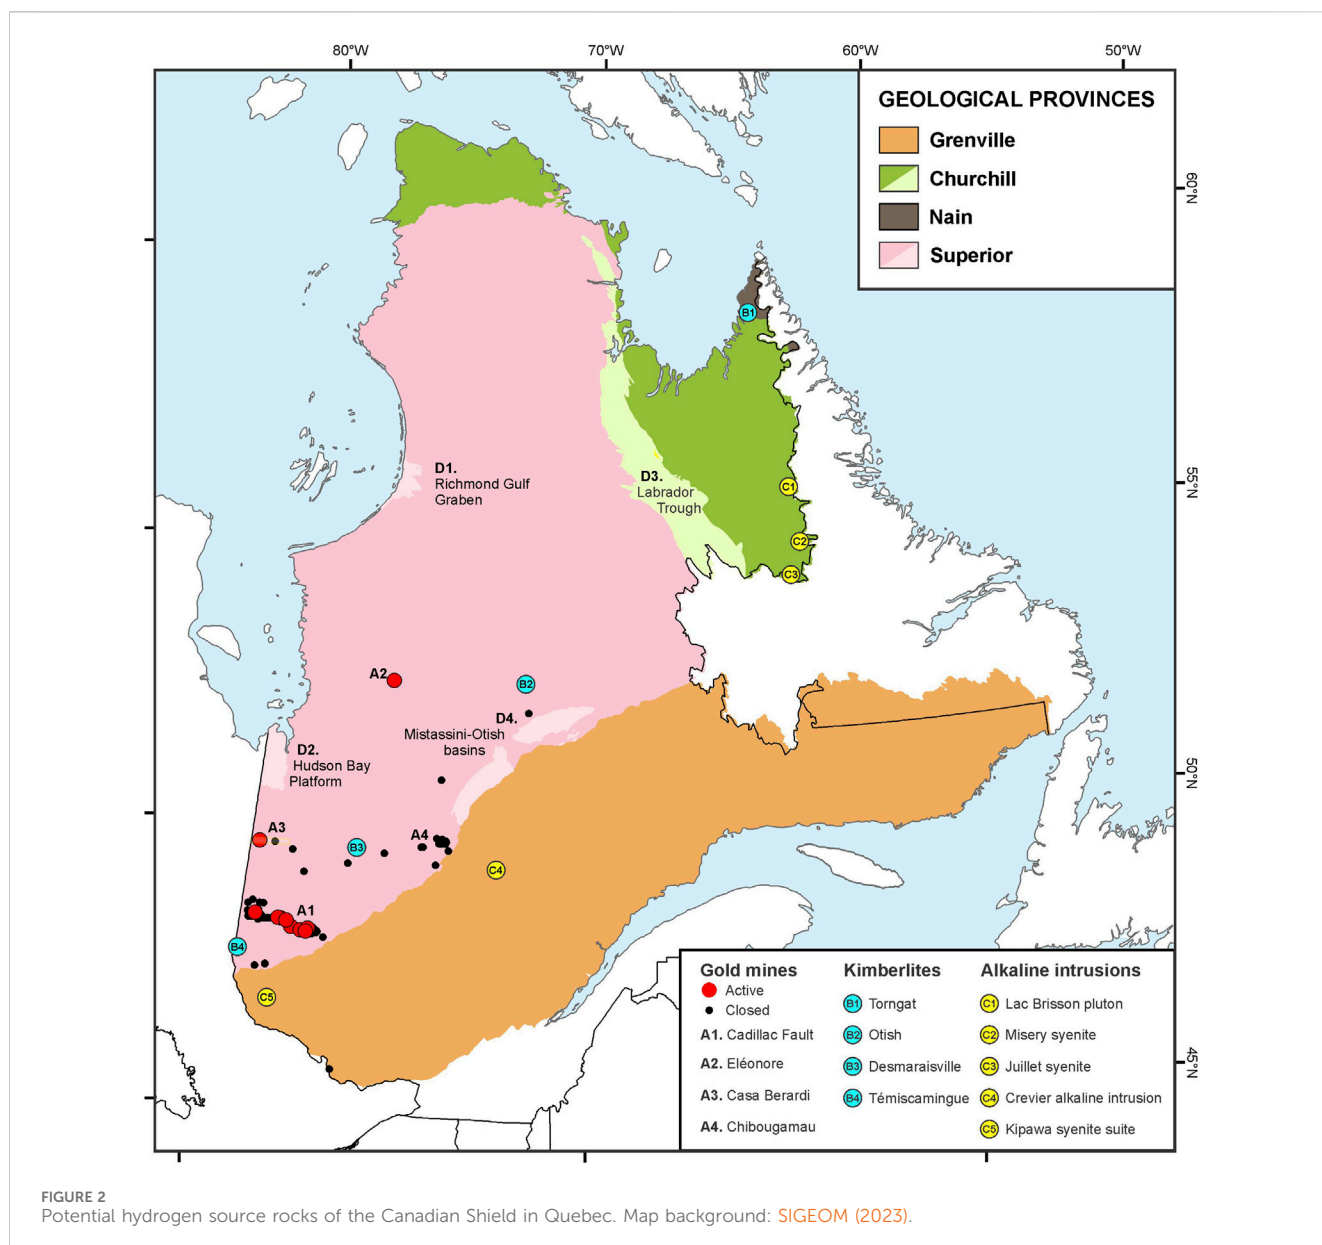 80°W 70°W 60°W 50°W
GEOLOGICAL PROVINCES
Grenville
Churchill
Nain
Superior
60°N
B1
D1.
Richmond Gulf
Graben
D3.
Labrador
Trough
C1
5°N
C2
C3
A2
B2
D4.
Mistassini-Otish
basins
D2.
Hudson Bay
Platform
50°N
A3
A4
B3
C4
A1
B4
C5
45°N
Gold mines
Active
Closed
A1. Cadillac Fault
A2. Eléonore
A3. Casa Berardi
A4. Chibougamau
Kimberlites
B1 Torngat
B2 Otish
B3 Desmaraisville
B4 Témiscamingue
Alkaline intrusions
C1 Lac Brisson pluton
C2 Misery syenite
C3 Juillet syenite
C4 Crevier alkaline intrusion
C5 Kipawa syenite suite
FIGURE 2
Potential hydrogen source rocks of the Canadian Shield in Quebec. Map background: SIGEOM (2023).